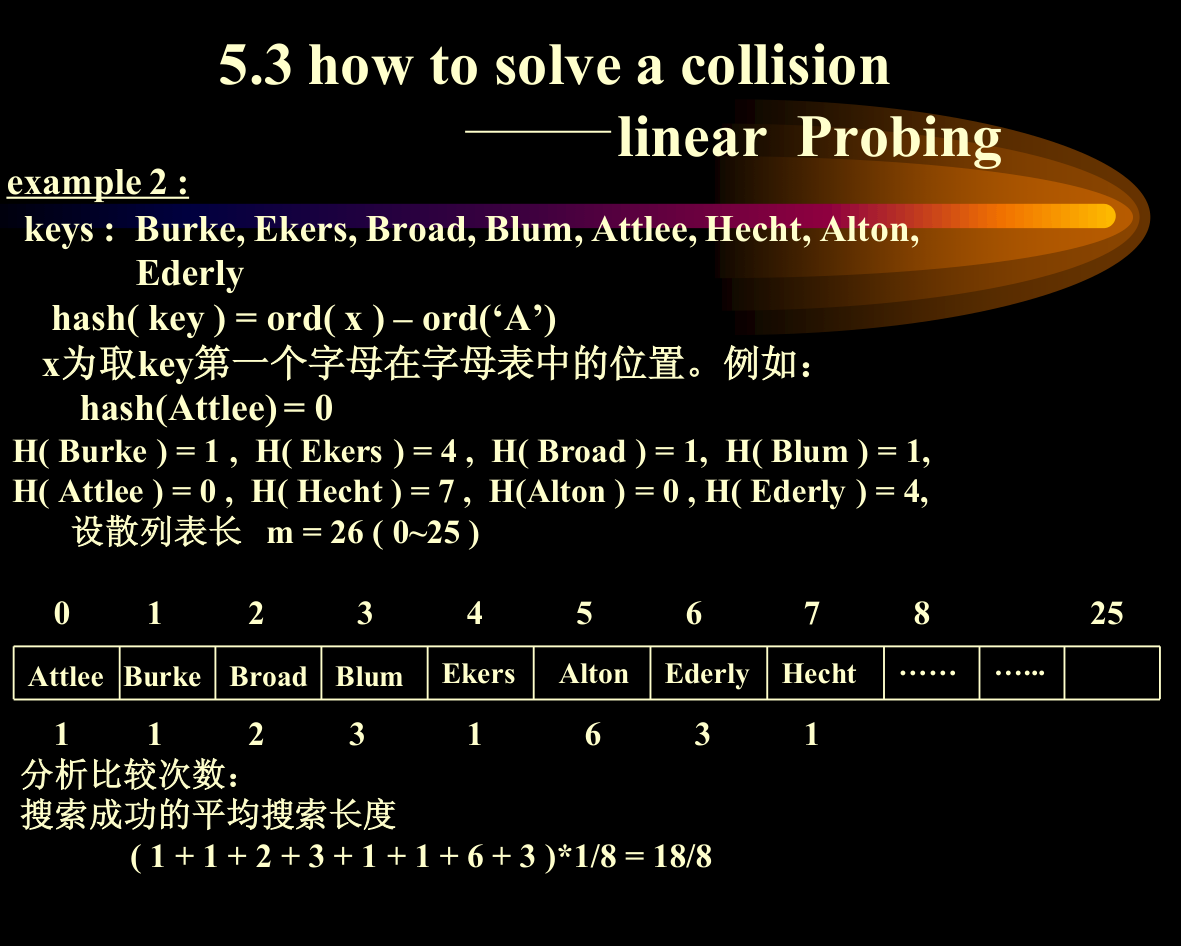 5.3 how to solve a collision
linear Probing
example 2 :
keys : Burke, Ekers, Broad, Blum, Attlee, Hecht, Alton,
Ederly
hash( key ) = ord( x ) – ord(‘A’)
x为取key第一个字母在字母表中的位置。例如：
hash(Attlee) = 0
H( Burke ) = 1 , H( Ekers ) = 4 , H( Broad ) = 1, H( Blum ) = 1,
H( Attlee ) = 0 , H( Hecht ) = 7 , H(Alton ) = 0 , H( Ederly ) = 4,
设散列表长 m = 26 ( 0~25 )
0 1 2 3 4 5 6 7 8 25
Attlee Burke Broad Blum Ekers Alton Ederly Hecht …… …...
1 1 2 3 1 6 3 1
分析比较次数：
搜索成功的平均搜索长度
( 1 + 1 + 2 + 3 + 1 + 1 + 6 + 3 )*1/8 = 18/8